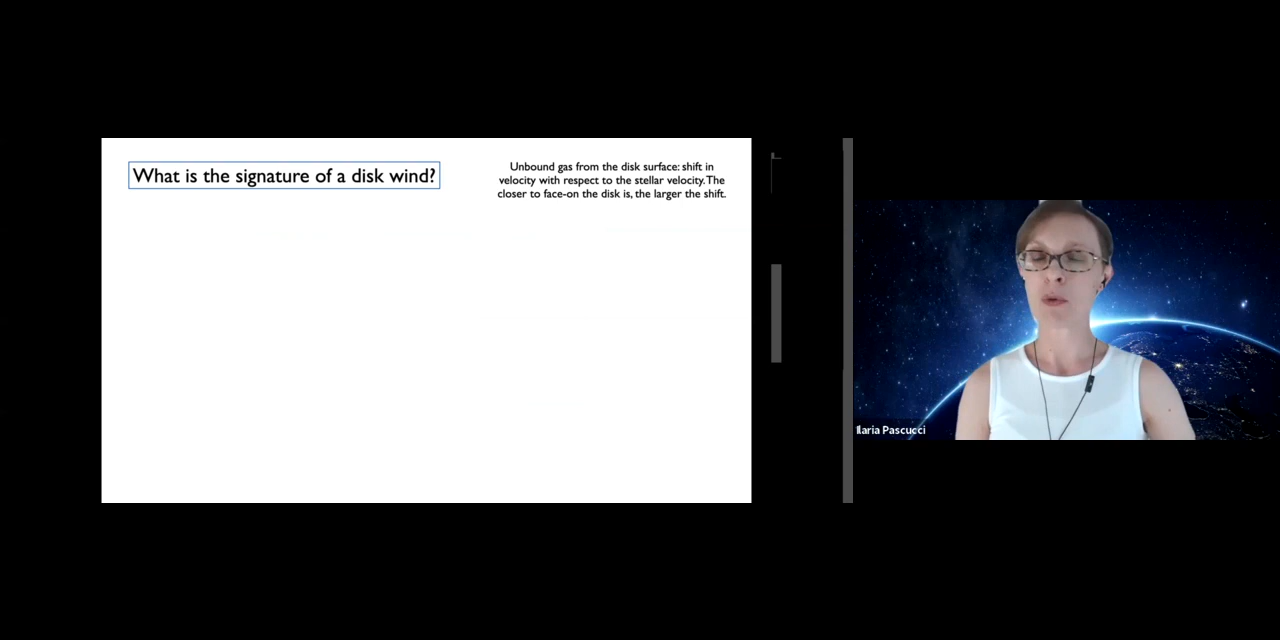 What is the signature of a disk wind?
Unbound gas from the disk surface: shift in
velocity with respect to the stellar velocity. The
closer to face-on the disk is, the larger the shift.
Ilaria Pascucci